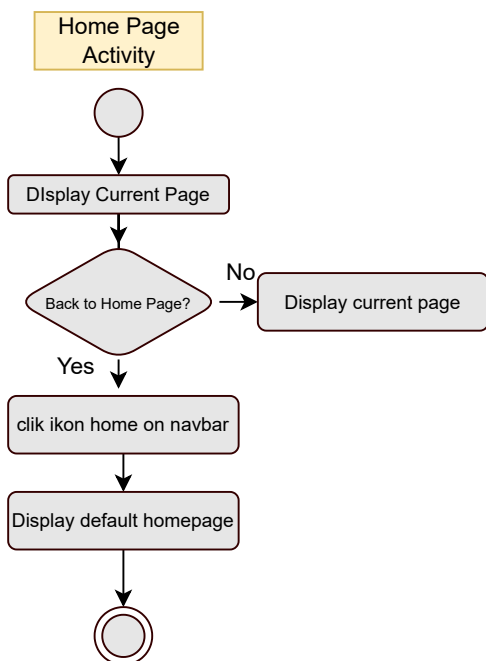 Home Page
Activity
DIsplay Current Page
Back to Home Page?
No
Display current page
Yes
clik ikon home on navbar
Display default homepage